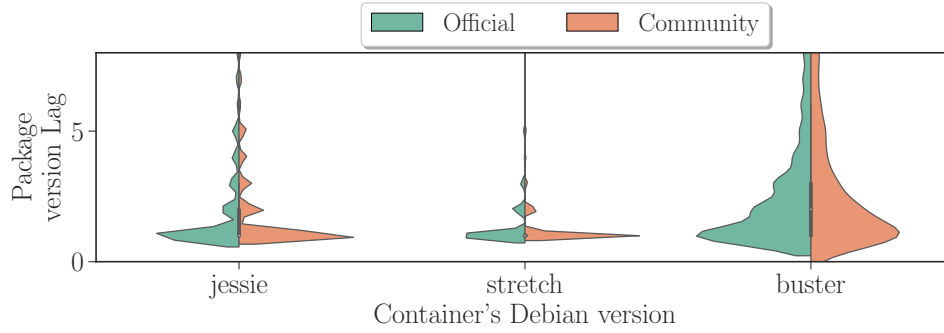 Official Community
Package
version Lag
5
0
jessie stretch buster
Container's Debian version